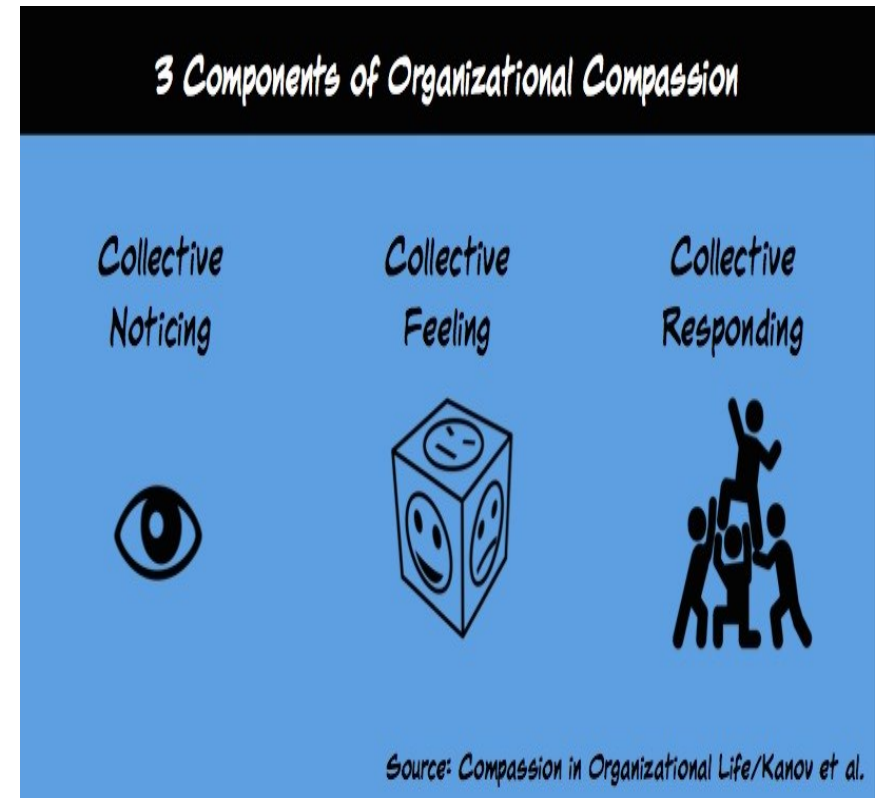 3 Components of Organizational Compassion
Collective
Noticing
Collective
Feeling
Collective
Responding
Source: Compassion in Organizational Life/Kanov et al.